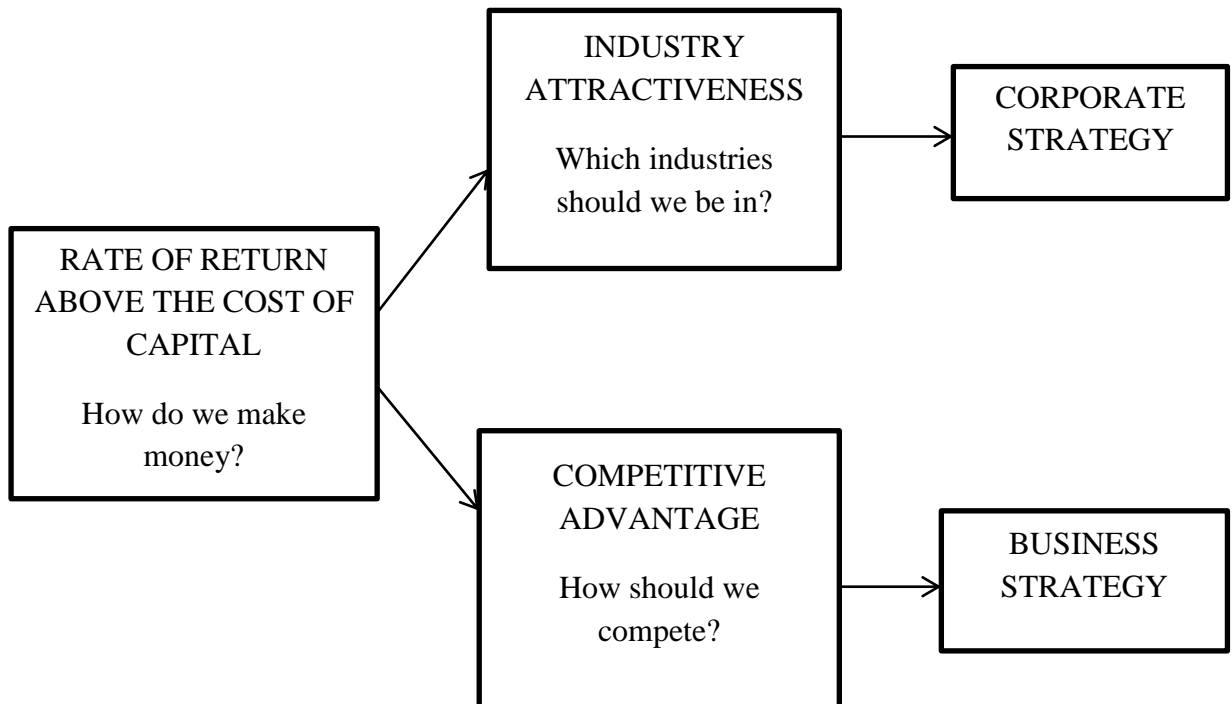 RATE OF RETURN
ABOVE THE COST OF
CAPITAL
How do we make
money?
INDUSTRY
ATTRACTIVENESS
Which industries
should we be in?
CORPORATE
STRATEGY
COMPETITIVE
ADVANTAGE
How should we
compete?
BUSINESS
STRATEGY